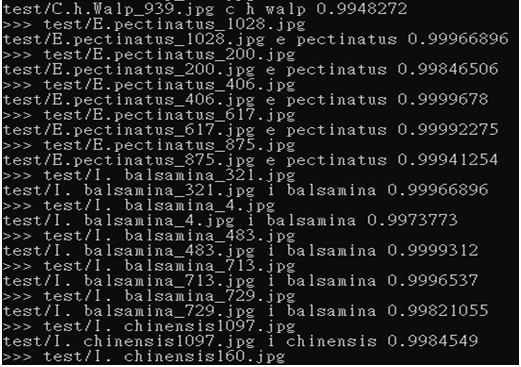 test/C.h.Walp_939.jpg c h walp 0.9948272
>>> test/E.pectinatus_1028.jpg
test/E.pectinatus_1028.jpg e pectinatus 0.99966896
>>> test/E.pectinatus_200.jpg
test/E.pectinatus_200.jpg e pectinatus 0.99846506
>>> test/E.pectinatus_406.jpg
test/E.pectinatus_406.jpg e pectinatus 0.9999678
>>> test/E.pectinatus_617.jpg
test/E.pectinatus_617.jpg e pectinatus 0.99992275
>>> test/E.pectinatus_875.jpg
test/E.pectinatus_875.jpg e pectinatus 0.99941254
>>> test/I. balsamina_321.jpg
test/I. balsamina_321.jpg i balsamina 0.99966896
>>> test/I. balsamina_4.jpg
test/I. balsamina_4.jpg i balsamina 0.9973773
>>> test/I. balsamina_483.jpg
test/I. balsamina_483.jpg i balsamina 0.9999312
>>> test/I. balsamina_713.jpg
test/I. balsamina_713.jpg i balsamina 0.9996537
>>> test/I. balsamina_729.jpg
test/I. balsamina_729.jpg i balsamina 0.99821055
>>> test/I. chinensis1097.jpg
test/I. chinensis1097.jpg i chinensis 0.9984549
>>> test/I. chinensis160.jpg